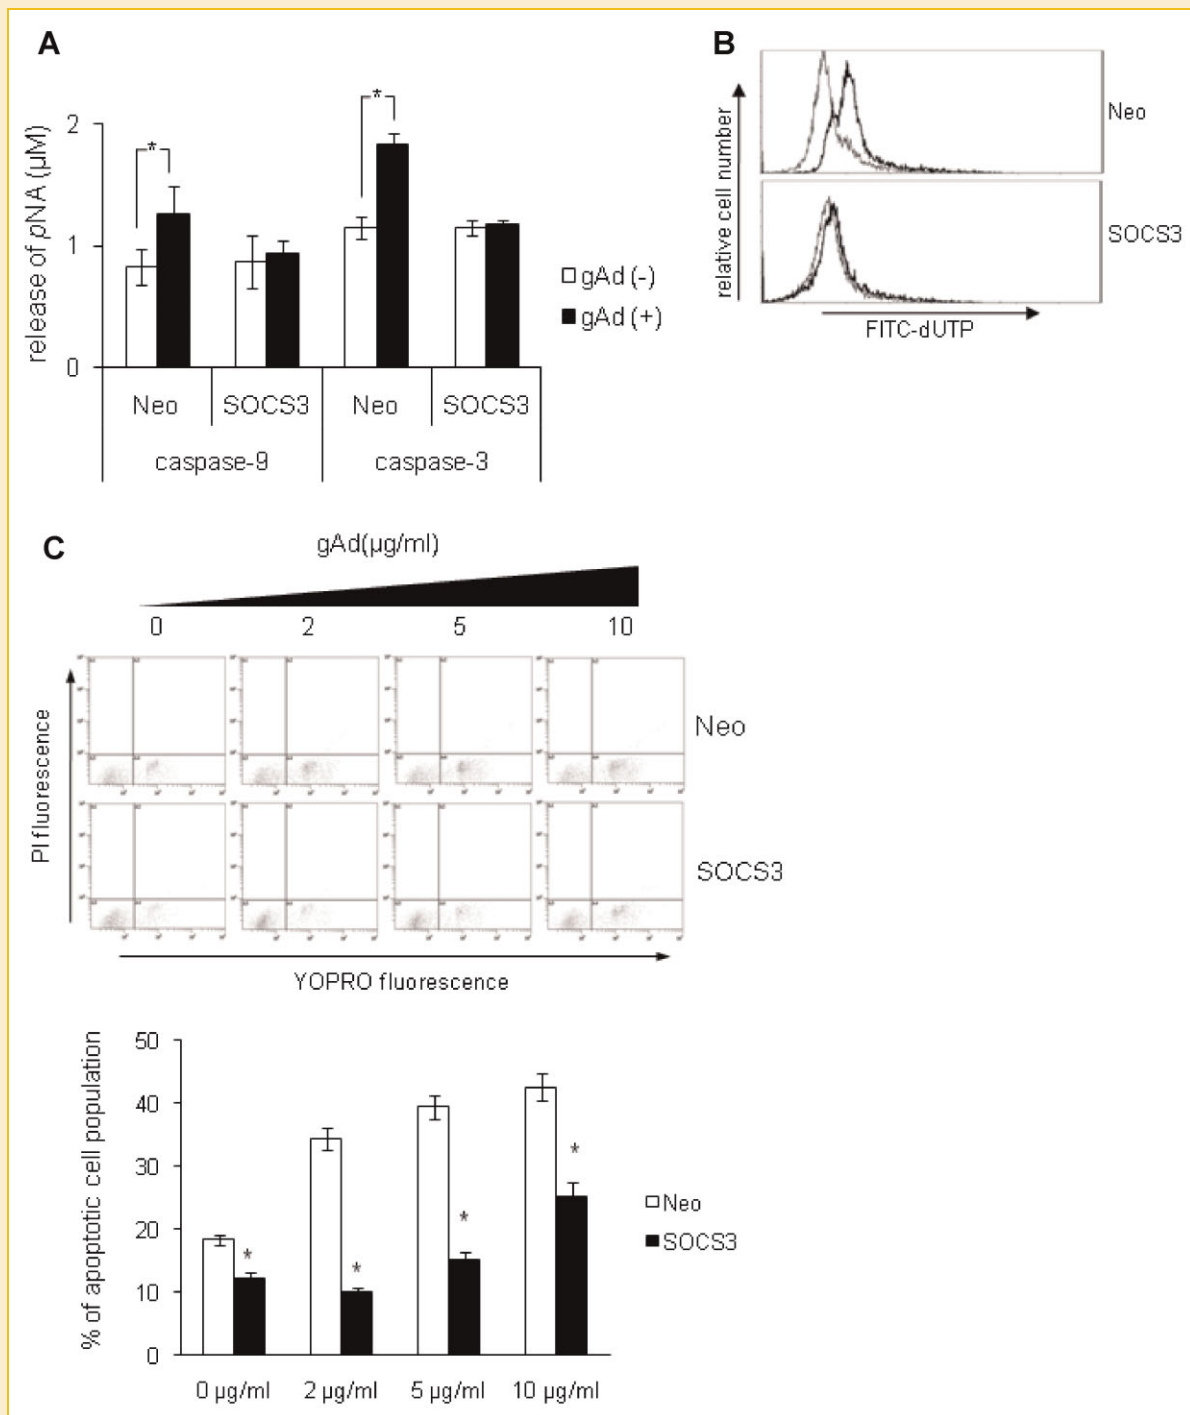 A
release of pNA (µM)
2
1
0
*
*
gAd (-)
gAd (+)
Neo
SOCS3
Neo
SOCS3
caspase-9
caspase-3
B
relative cell number
Neo
SOCS3
FITC-dUTP
C
gAd(µg/ml)
0
2
5
10
PI fluorescence
Neo
SOCS3
YOPRO fluorescence
% of apoptotic cell population
50
40
30
20
10
0
*
*
*
*
Neo
SOCS3
0 µg/ml
2 µg/ml
5 µg/ml
10 µg/ml